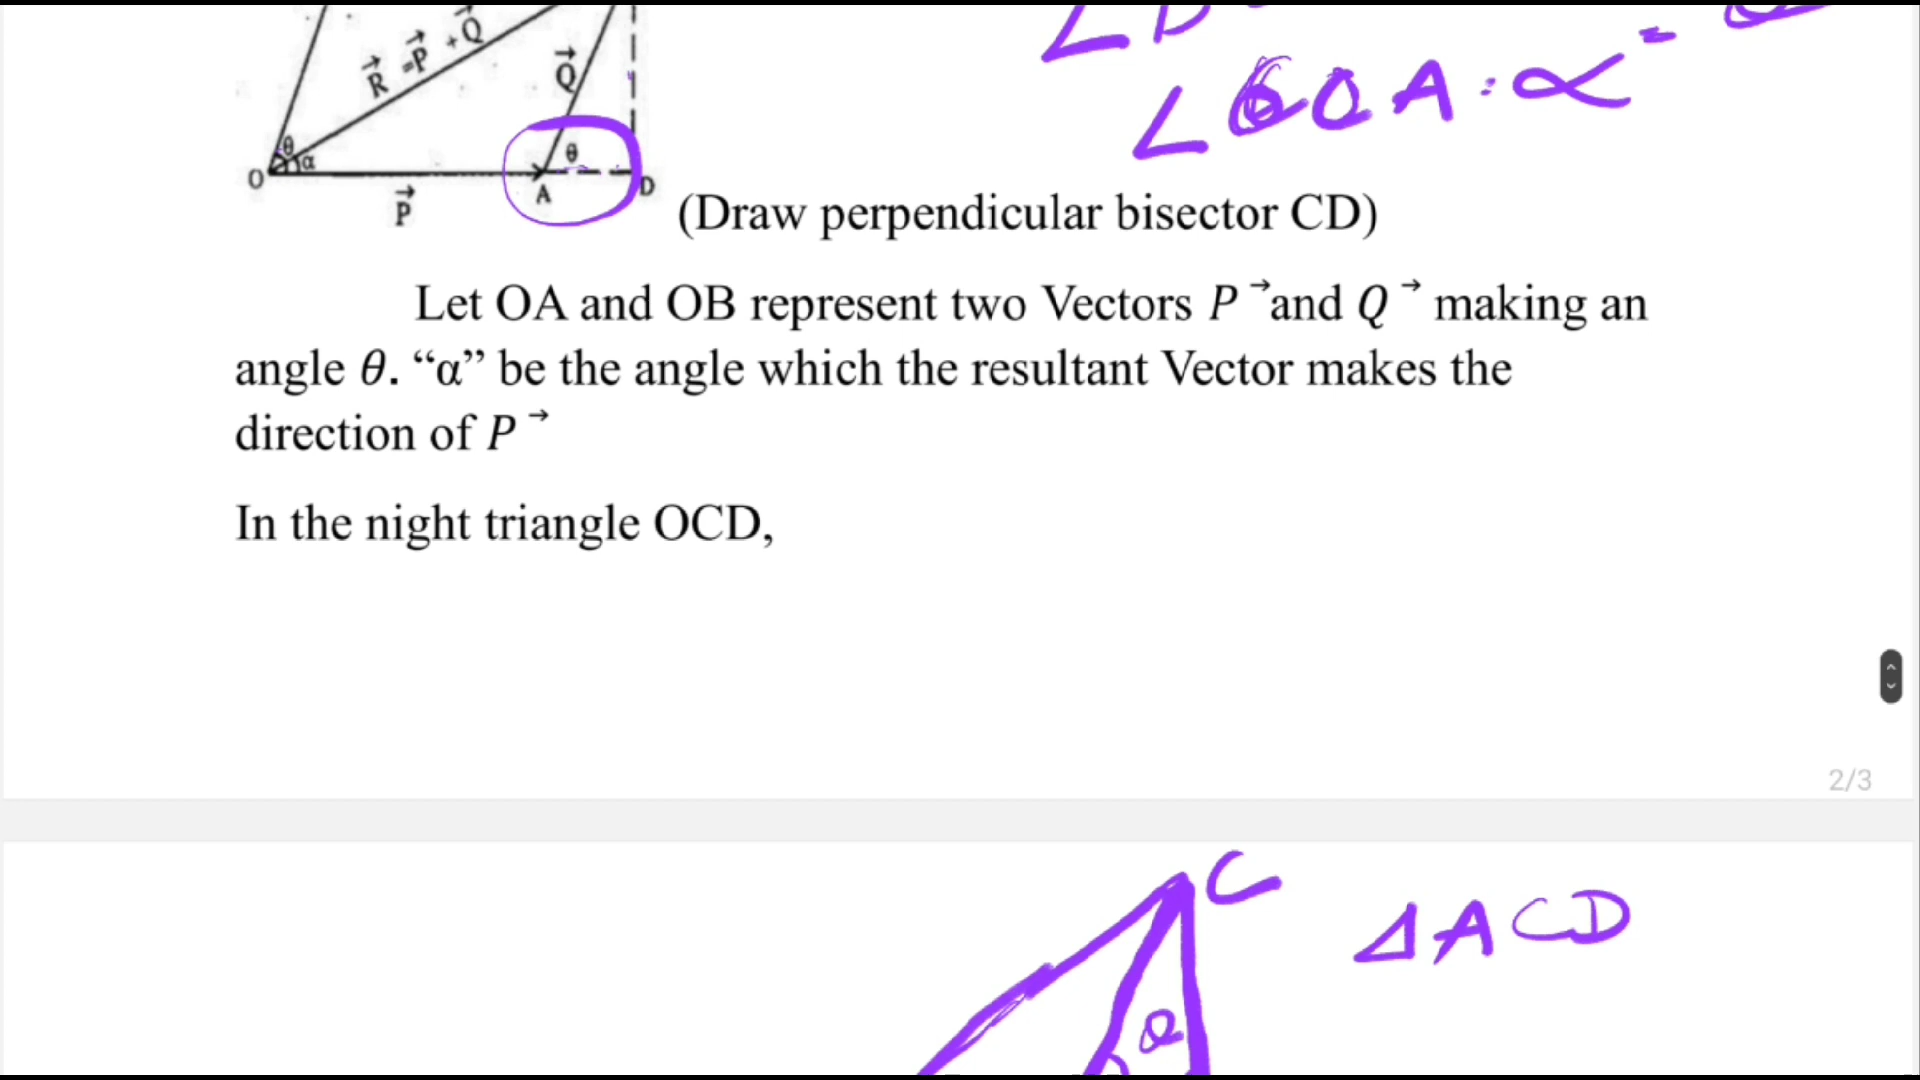 R⃗ =P⃗ +Q⃗
Q⃗
θ
α
θ
O
P⃗
A
D
OA:α=
(Draw perpendicular bisector CD)
Let OA and OB represent two Vectors P →and Q → making an
angle θ. “α” be the angle which the resultant Vector makes the
direction of P →
In the night triangle OCD,
2/3
C
ΔACD